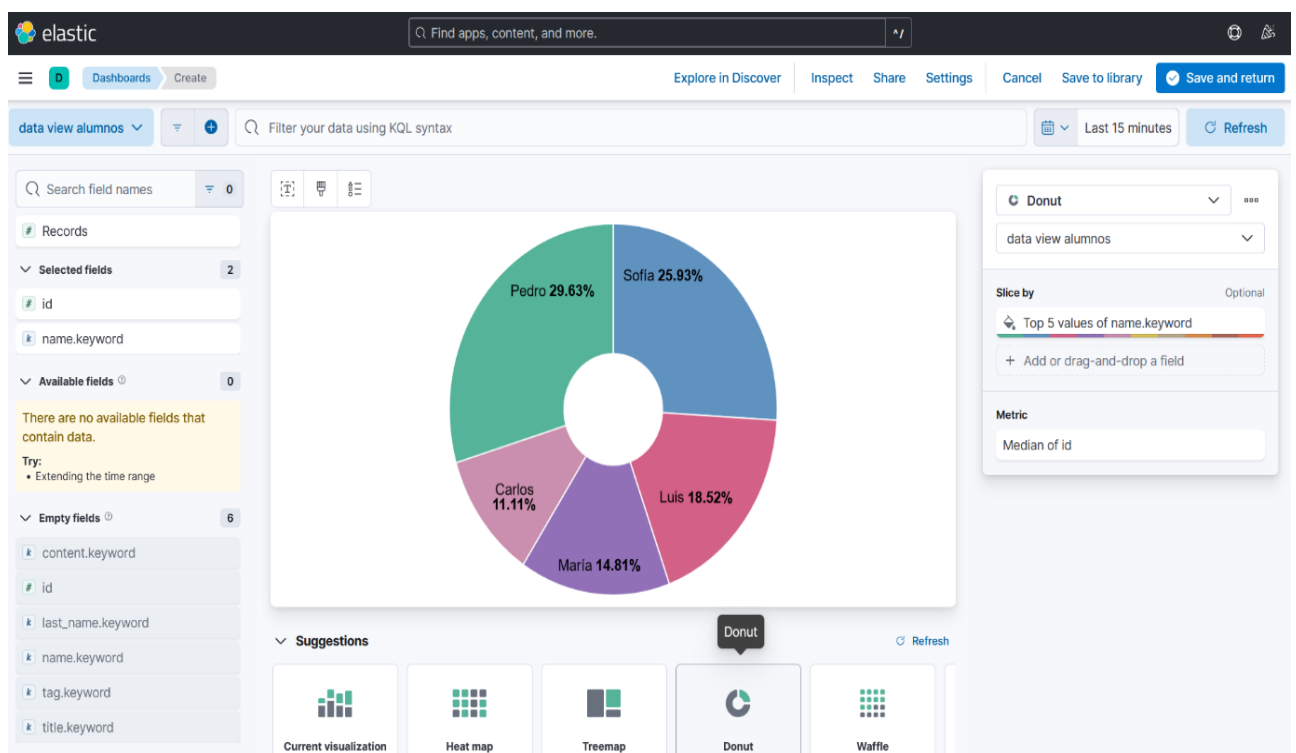 elastic
Find apps, content, and more.
^/
D
Dashboards
Create
Explore in Discover
Inspect
Share
Settings
Cancel
Save to library
Save and return
data view alumnos
Filter your data using KQL syntax
Last 15 minutes
Refresh
Search field names
0
# Records
Selected fields
2
# id
k name.keyword
Available fields
0
There are no available fields that
contain data.
Try:
• Extending the time range
Empty fields
6
k content.keyword
# id
k last_name.keyword
k name.keyword
k tag.keyword
k title.keyword
Pedro 29.63%
Sofía 25.93%
Carlos
11.11%
Luis 18.52%
María 14.81%
Donut
Suggestions
Refresh
Current visualization
Heat map
Treemap
Donut
Waffle
Donut
data view alumnos
Slice by
Optional
Top 5 values of name.keyword
+ Add or drag-and-drop a field
Metric
Median of id